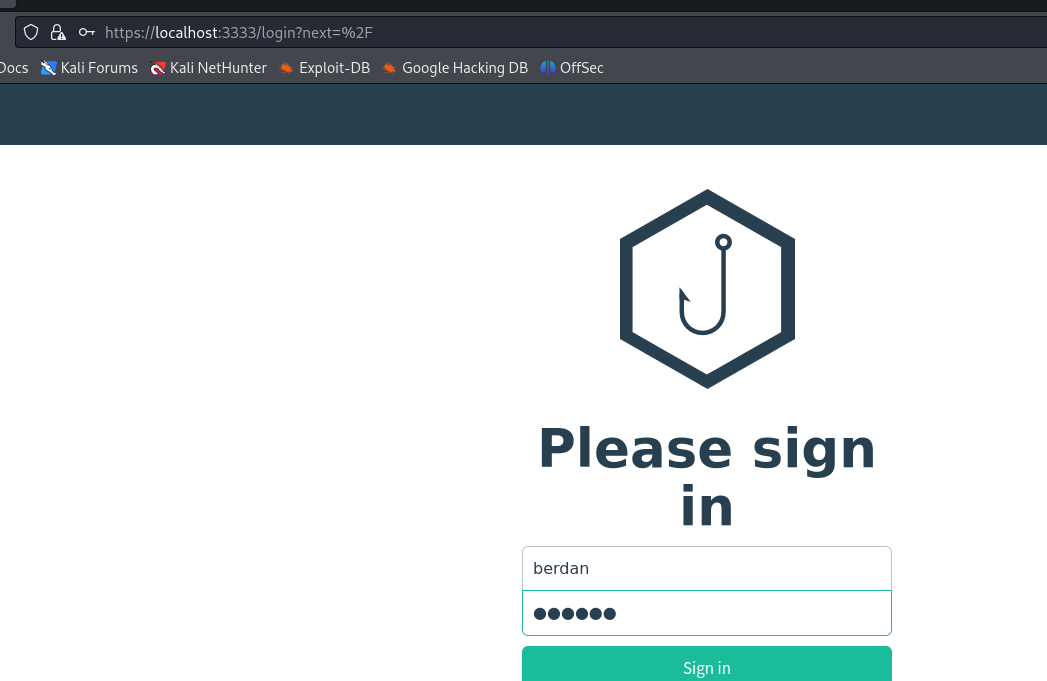 https://localhost:3333/login?next=%2F
Docs Kali Forums Kali NetHunter Exploit-DB Google Hacking DB OffSec
Please sign
in
berdan
●●●●●●
Sign in